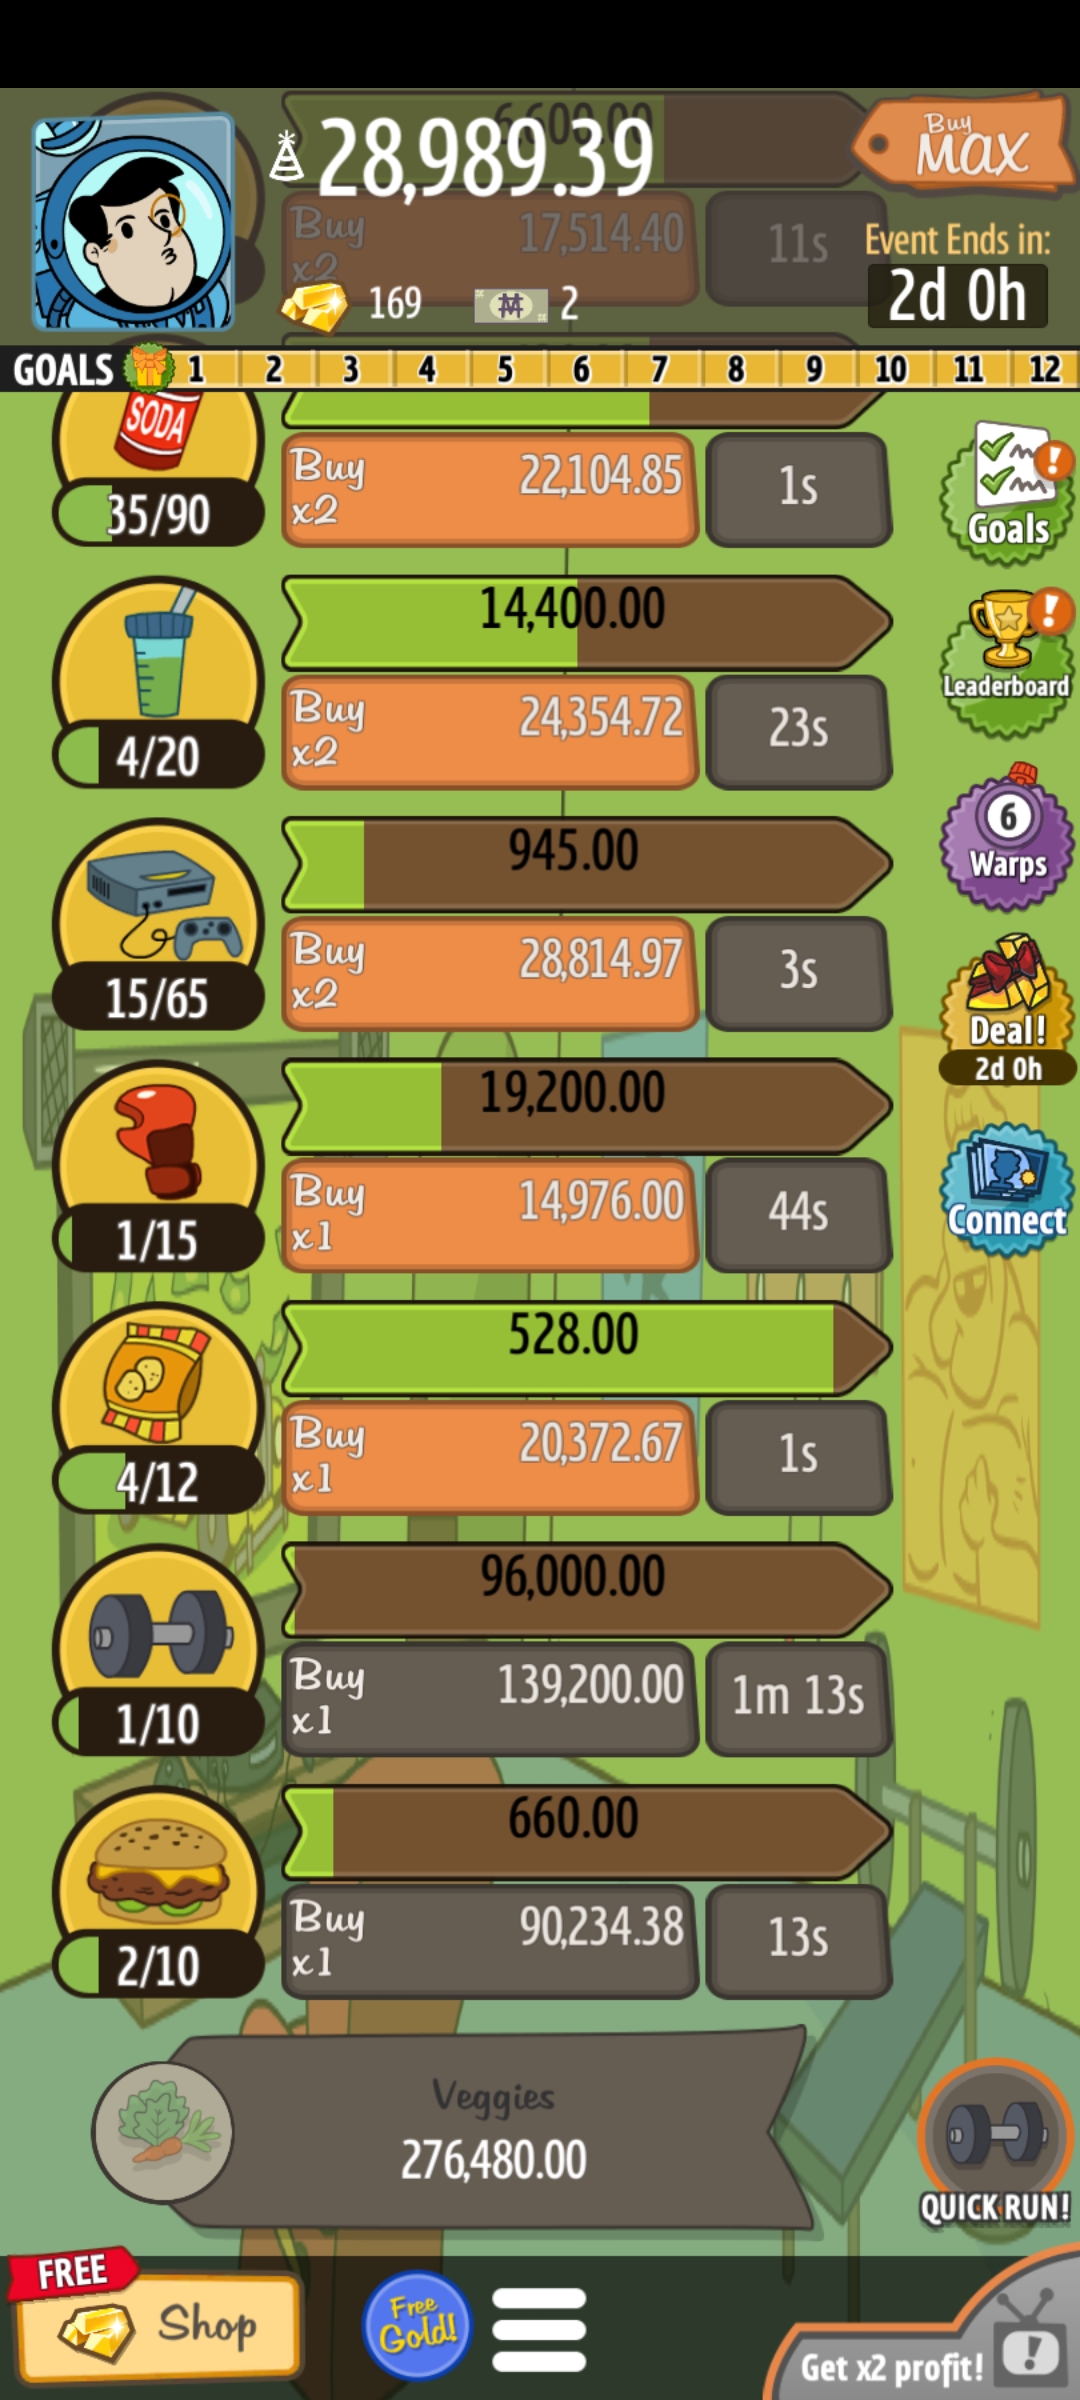 6,600.00
28,989.39
Buy
MAX
Buy
x2
17,514.40
11s
Event Ends in:
2d 0h
169
2
GOALS 1 2 3 4 5 6 7 8 9 10 11 12
SODA
35/90
Buy
x2
22,104.85
1s
Goals
14,400.00
4/20
Buy
x2
24,354.72
23s
Leaderboard
945.00
15/65
Buy
x2
28,814.97
3s
6
Warps
Deal!
2d 0h
19,200.00
1/15
Buy
x1
14,976.00
44s
Connect
528.00
4/12
Buy
x1
20,372.67
1s
96,000.00
1/10
Buy
x1
139,200.00
1m 13s
660.00
2/10
Buy
x1
90,234.38
13s
Veggies
276,480.00
QUICK RUN!
FREE
Shop
Free
Gold!
Get x2 profit!